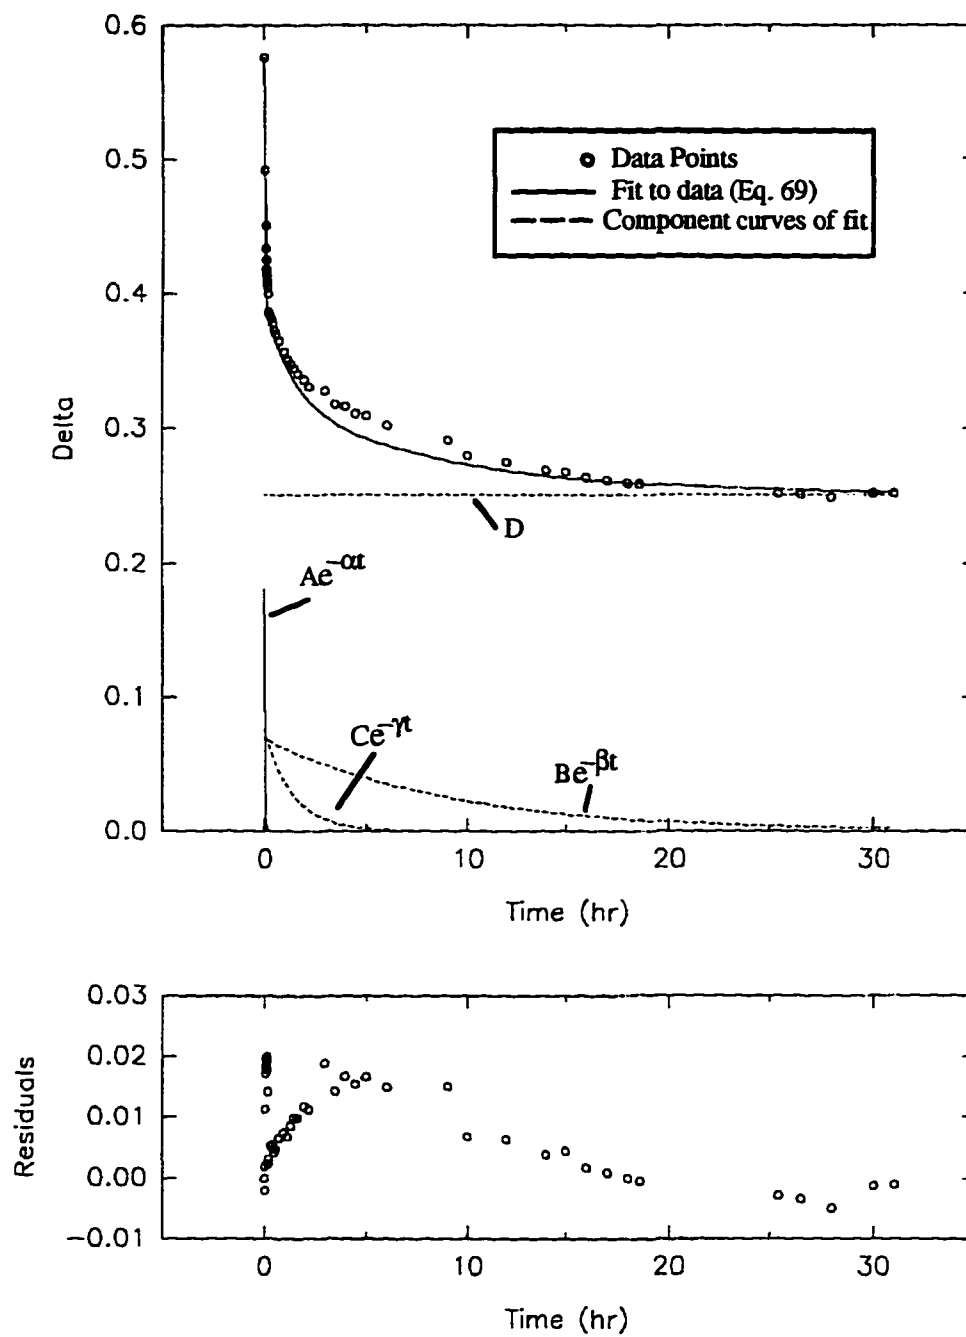 0.6
0.5
0.4
0.3
0.2
0.1
0.0
Delta
Data Points
Fit to data (Eq. 69)
Component curves of fit
D
Ae^-αt
Ce^-γt
Be^-βt
0 10 20 30
Time (hr)
0.03
0.02
0.01
0.00
-0.01
Residuals
0 10 20 30
Time (hr)